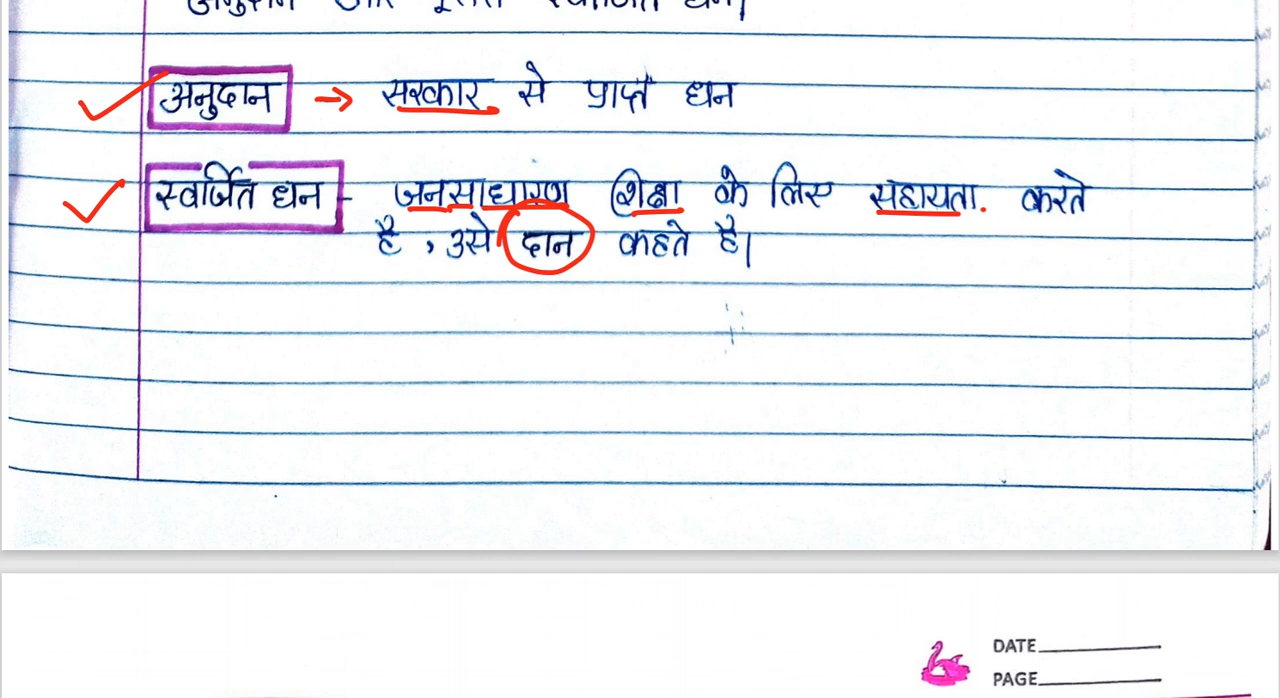 अनुदान → सरकार से प्राप्त धन
स्वर्जित धन - जनसाधारण शिक्षा के लिए सहायता. करते
है, उसे दान कहते है।
DATE
PAGE